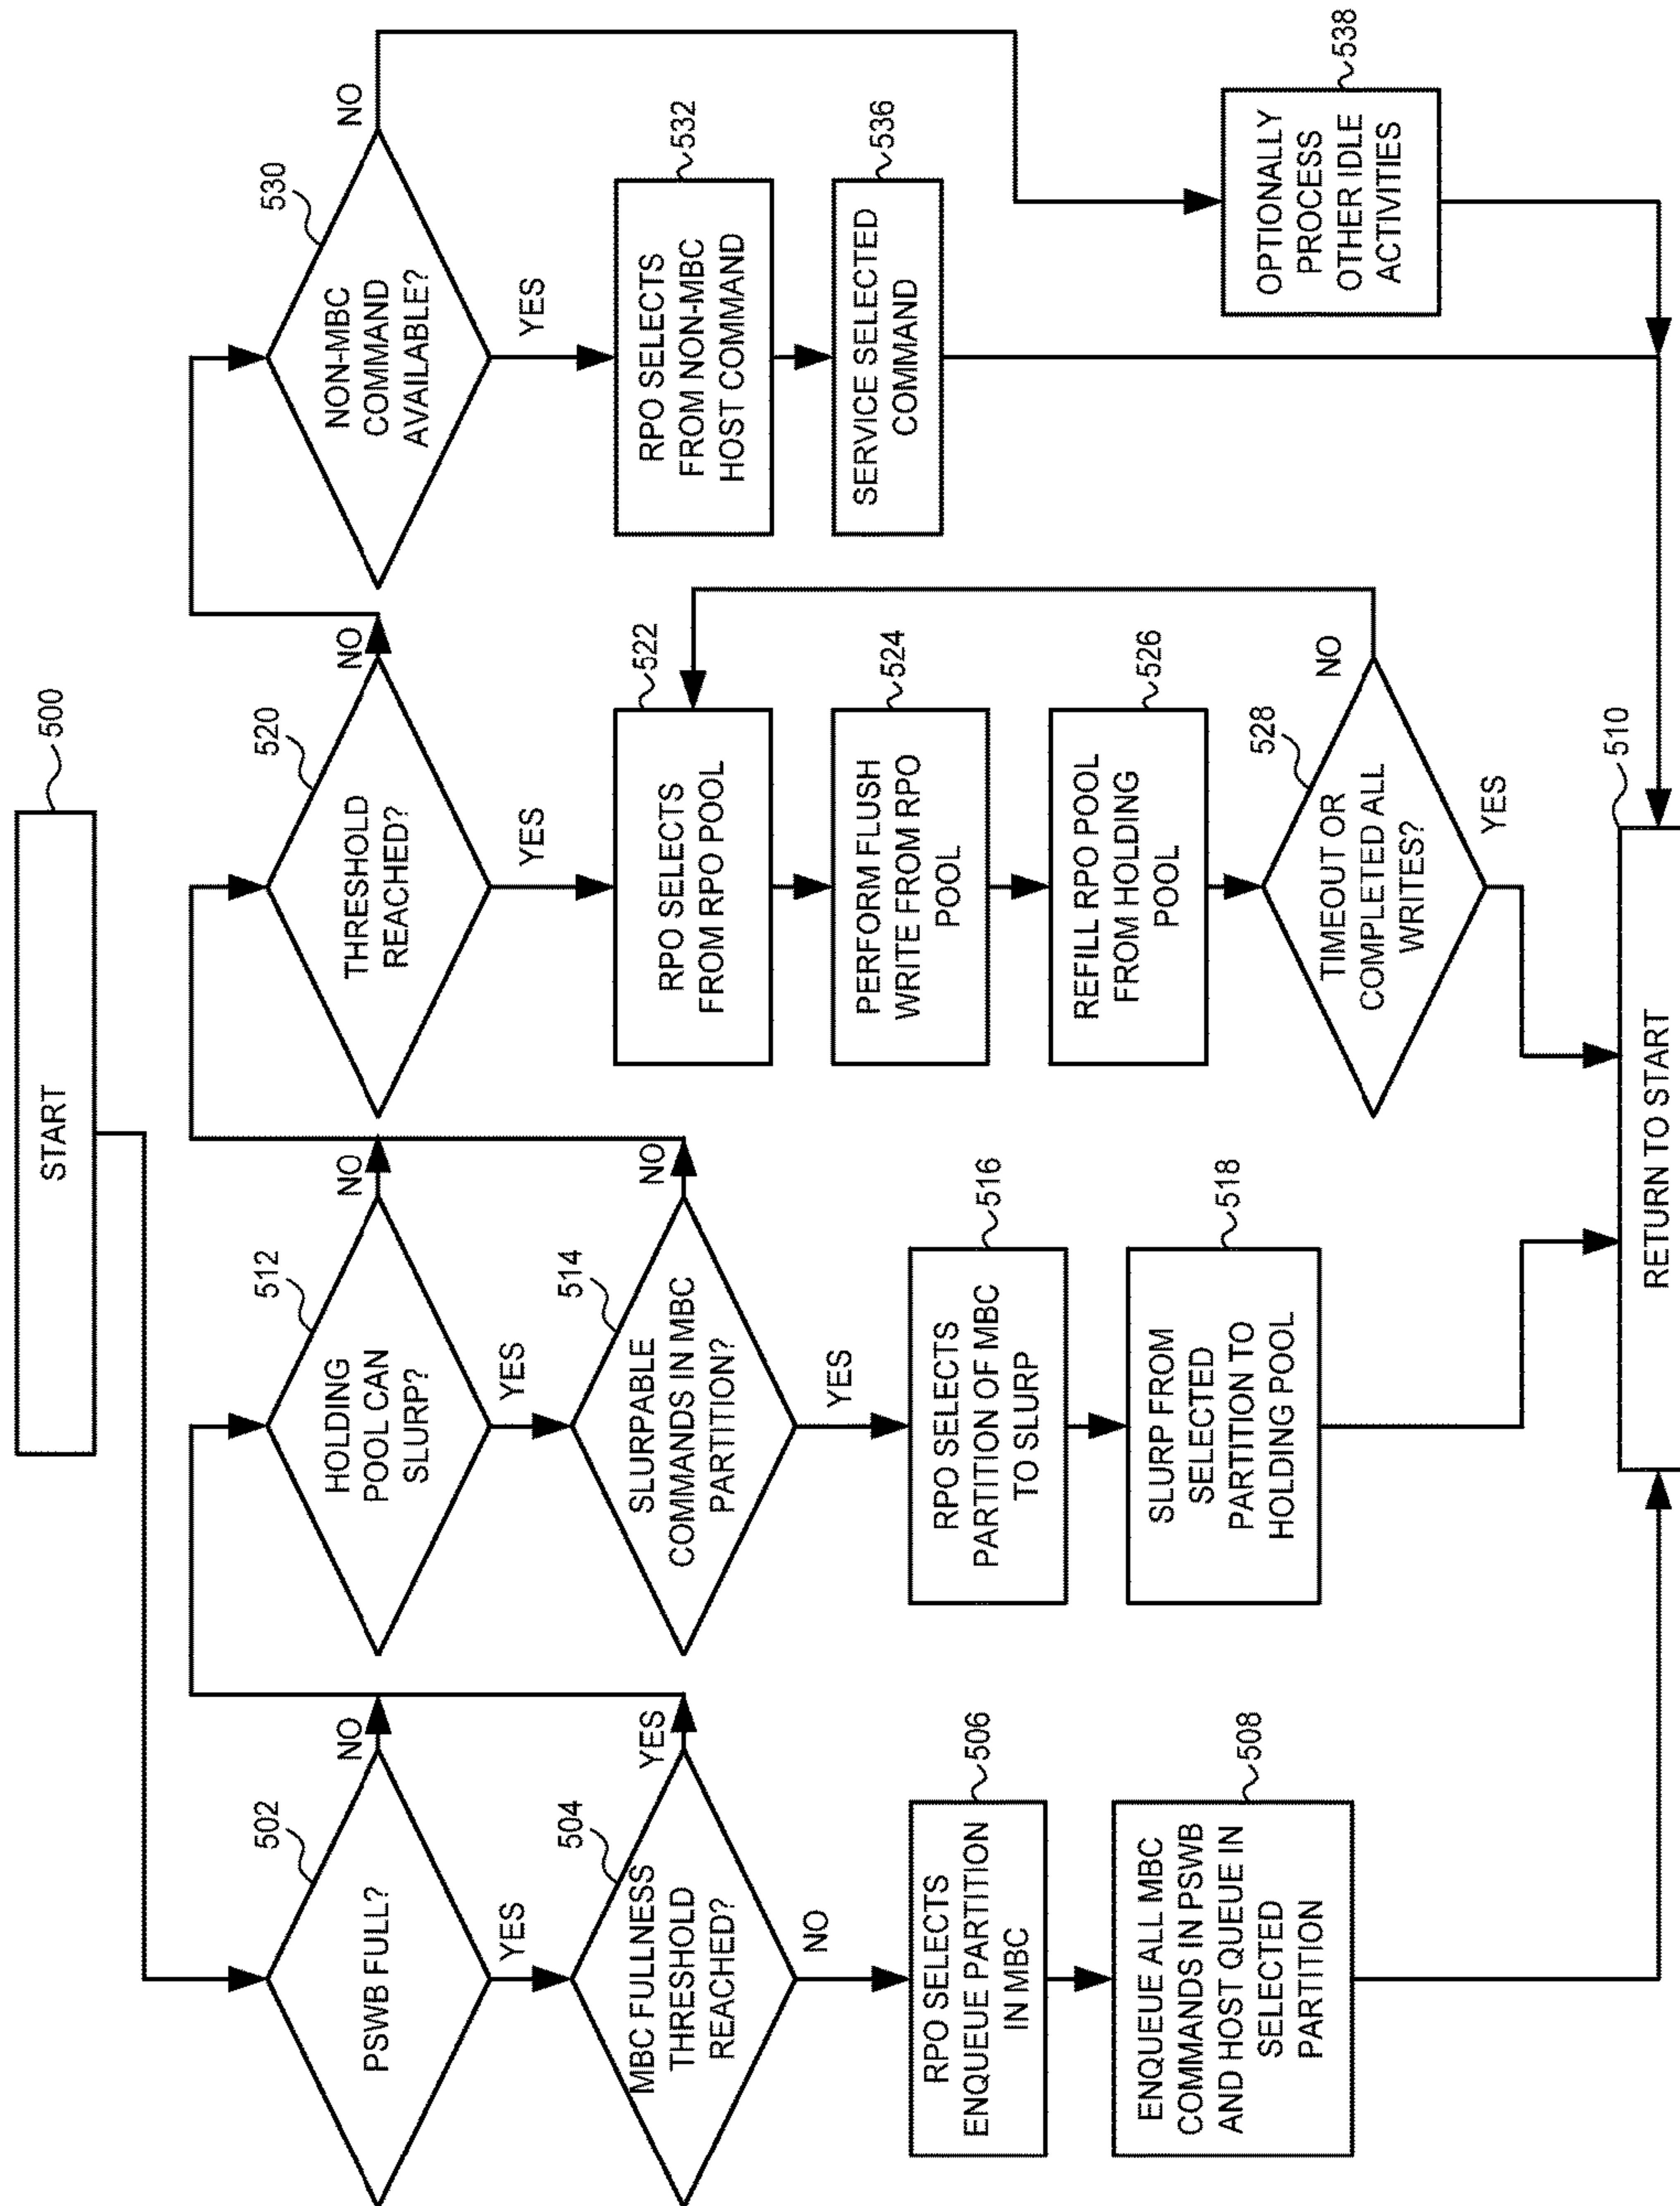 START
500
PSWB FULL?
502
NO
YES
MBC FULLNESS
THRESHOLD
REACHED?
504
YES
NO
RPO SELECTS
ENQUEUE PARTITION
IN MBC
506
ENQUEUE ALL MBC
COMMANDS IN PSWB
AND HOST QUEUE IN
SELECTED
PARTITION
508
HOLDING
POOL CAN
SLURP?
512
NO
YES
SLURPABLE
COMMANDS IN MBC
PARTITION?
514
NO
YES
RPO SELECTS
PARTITION OF MBC
TO SLURP
516
SLURP FROM
SELECTED
PARTITION TO
HOLDING POOL
518
THRESHOLD
REACHED?
520
NO
YES
RPO SELECTS
FROM RPO POOL
522
PERFORM FLUSH
WRITE FROM RPO
POOL
524
REFILL RPO POOL
FROM HOLDING
POOL
526
TIMEOUT OR
COMPLETED ALL
WRITES?
528
NO
YES
NON-MBC
COMMAND
AVAILABLE?
530
NO
YES
RPO SELECTS
FROM NON-MBC
HOST COMMAND
532
SERVICE SELECTED
COMMAND
536
OPTIONALLY
PROCESS
OTHER IDLE
ACTIVITIES
538
RETURN TO START
510